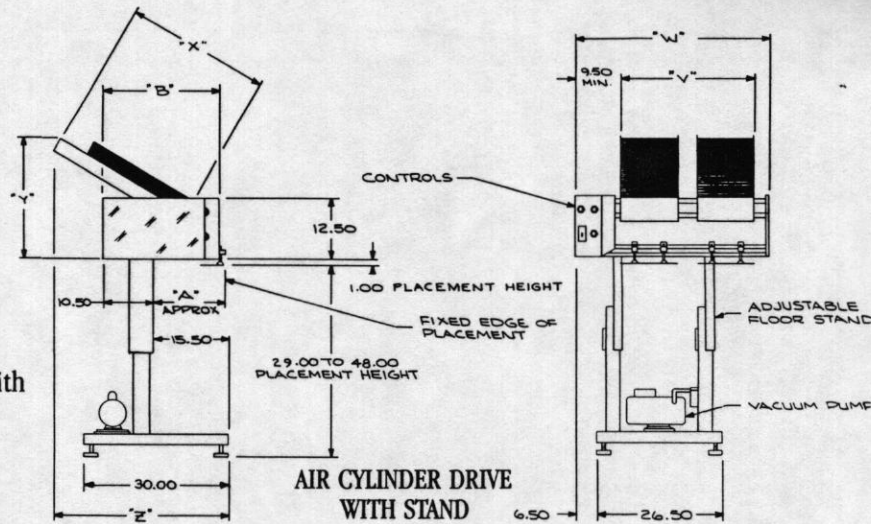 "X"
"B"
"Y"
12.50
10.50
"A"
APPROX
15.50
1.00 PLACEMENT HEIGHT
FIXED EDGE OF
PLACEMENT
29.00 TO 48.00
PLACEMENT HEIGHT
ith
30.00
"Z"
AIR CYLINDER DRIVE
WITH STAND
"W"
9.50
MIN.
"V"
CONTROLS
ADJUSTABLE
FLOOR STAND
VACUUM PUMP
6.50
26.50